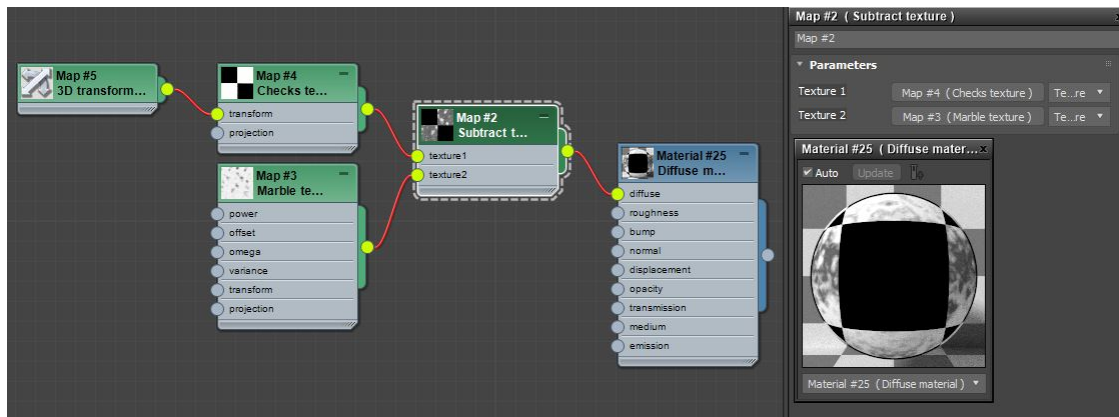 Map #5
3D transform...
Map #4
Checks te...
transform
projection
Map #3
Marble te...
power
offset
omega
variance
transform
projection
Map #2
Subtract t...
texture1
texture2
Material #25
Diffuse m...
diffuse
roughness
bump
normal
displacement
opacity
transmission
medium
emission
Map #2 ( Subtract texture )
Map #2
Parameters
Texture 1 Map #4 ( Checks texture ) Te...re
Texture 2 Map #3 ( Marble texture ) Te...re
Material #25 ( Diffuse mater... x
Auto Update
Material #25 ( Diffuse material )